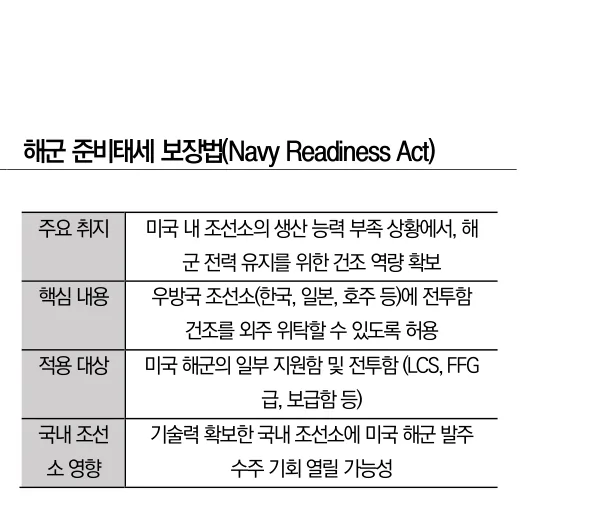 해군 준비태세 보장법(Navy Readiness Act)
주요 취지
미국 내 조선소의 생산 능력 부족 상황에서, 해
군 전력 유지를 위한 건조 역량 확보
핵심 내용
우방국 조선소(한국, 일본, 호주 등)에 전투함
건조를 외주 위탁할 수 있도록 허용
적용 대상
미국 해군의 일부 지원함 및 전투함 (LCS, FFG
급, 보급함 등)
국내 조선
소 영향
기술력 확보한 국내 조선소에 미국 해군 발주
수주 기회 열릴 가능성